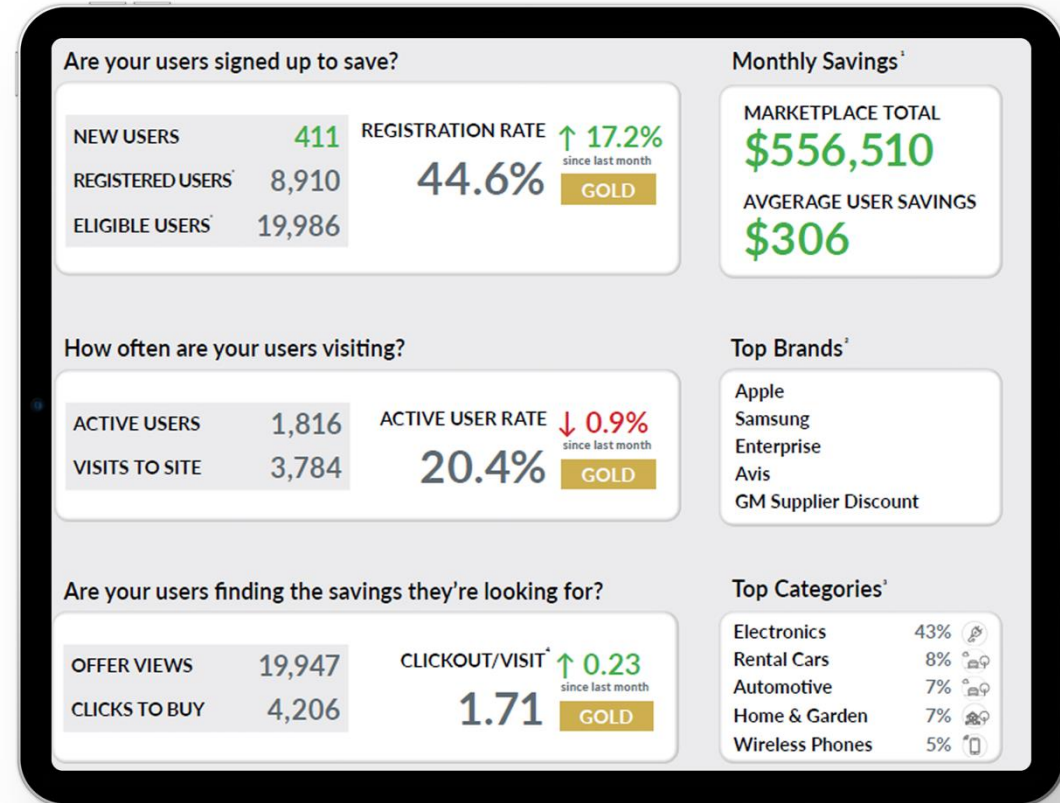 Are your users signed up to save?
NEW USERS 411
REGISTERED USERS* 8,910
ELIGIBLE USERS* 19,986
REGISTRATION RATE ↑ 17.2%
since last month
44.6% GOLD
Monthly Savings¹
MARKETPLACE TOTAL
$556,510
AVGERAGE USER SAVINGS
$306
How often are your users visiting?
ACTIVE USERS 1,816
VISITS TO SITE 3,784
ACTIVE USER RATE ↓ 0.9%
since last month
20.4% GOLD
Top Brands²
Apple
Samsung
Enterprise
Avis
GM Supplier Discount
Are your users finding the savings they're looking for?
OFFER VIEWS 19,947
CLICKS TO BUY 4,206
CLICKOUT/VISIT⁴ ↑ 0.23
since last month
1.71 GOLD
Top Categories³
Electronics 43%
Rental Cars 8%
Automotive 7%
Home & Garden 7%
Wireless Phones 5%